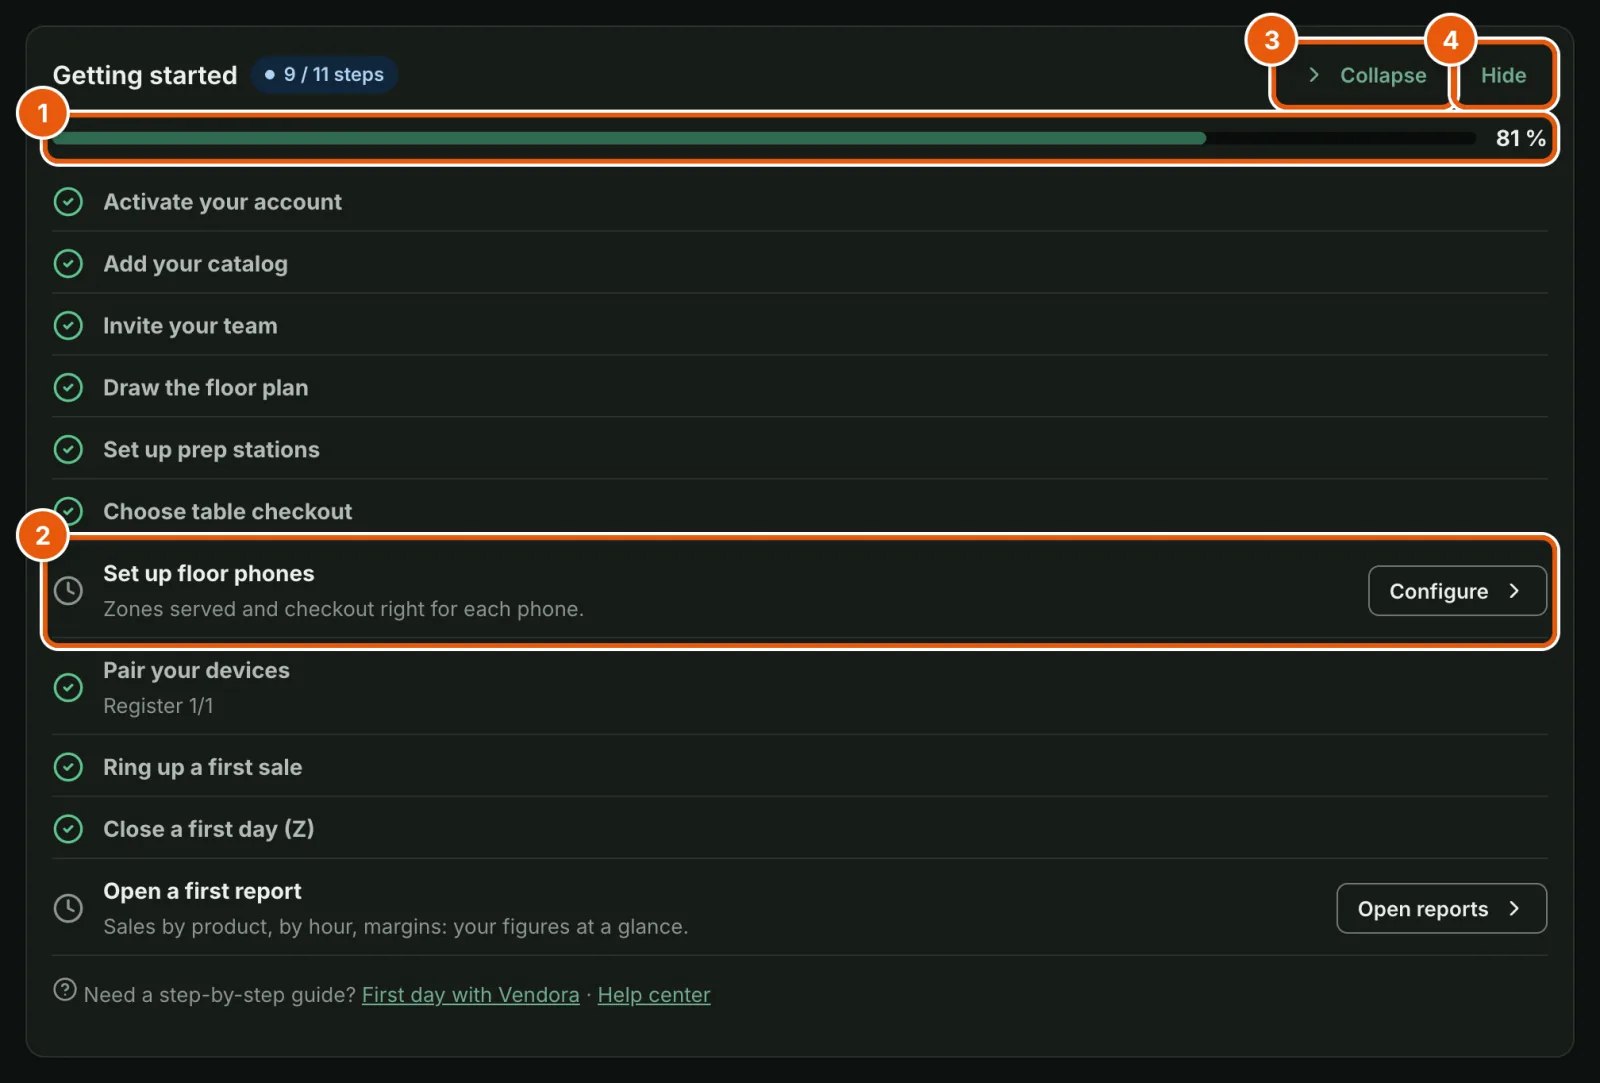 Getting started
9 / 11 steps
3
Collapse
4
Hide
1
81 %
Activate your account
Add your catalog
Invite your team
Draw the floor plan
Set up prep stations
Choose table checkout
2
Set up floor phones
Zones served and checkout right for each phone.
Configure
Pair your devices
Register 1/1
Ring up a first sale
Close a first day (Z)
Open a first report
Sales by product, by hour, margins: your figures at a glance.
Open reports
Need a step-by-step guide? First day with Vendora · Help center